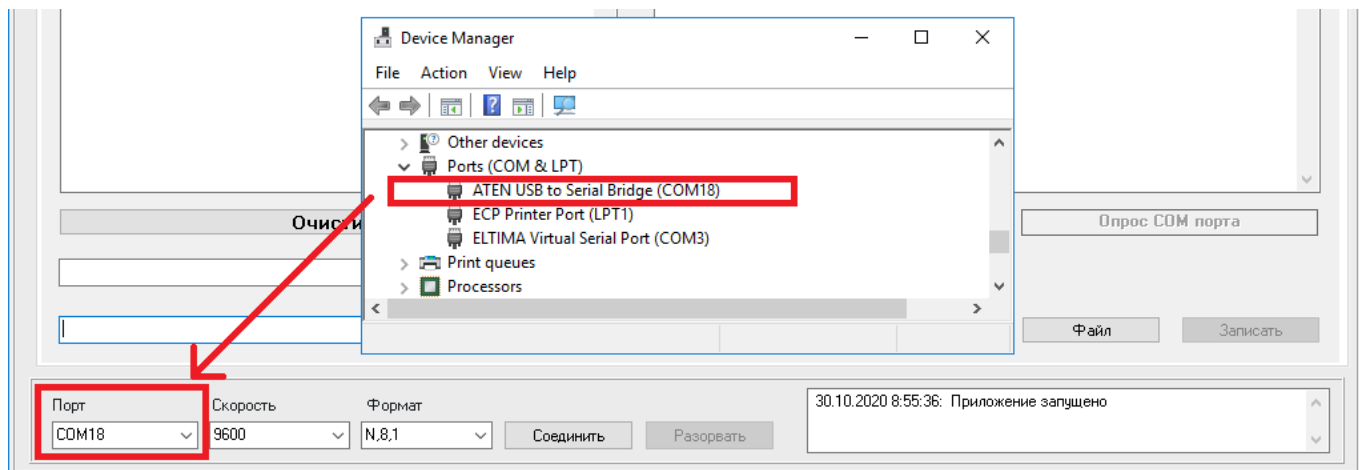 Device Manager
File Action View Help
Other devices
Ports (COM & LPT)
ATEN USB to Serial Bridge (COM18)
ECP Printer Port (LPT1)
ELTIMA Virtual Serial Port (COM3)
Print queues
Processors
Опрос COM порта
Файл Записать
Порт Скорость Формат
COM18 9600 N,8,1 Соединить Разорвать
30.10.2020 8:55:36: Приложение запущено